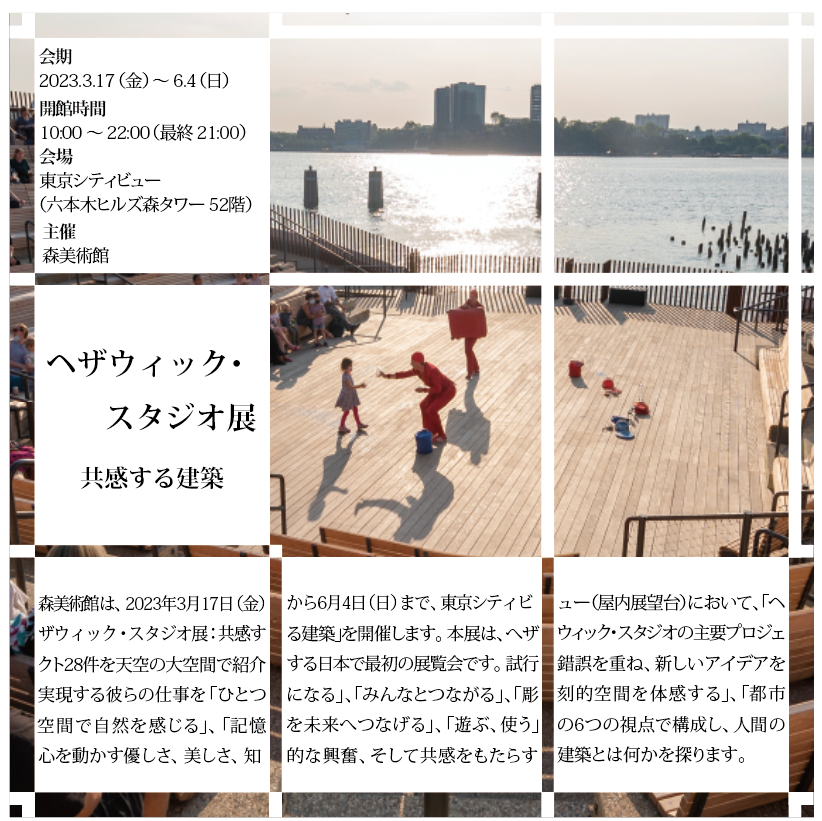 会期
2023.3.17（金）～ 6.4（日）
開館時間
10:00 ～ 22:00（最終 21:00）
会場
東京シティビュー
（六本木ヒルズ森タワー 52階）
主催
森美術館
ヘザウィック・
スタジオ展
共感する建築
森美術館は、2023年3月17日（金）から6月4日（日）まで、東京シティビュー（屋内展望台）において、「ヘ
ザウィック・スタジオ展：共感する建築」を開催します。本展は、ヘザウィック・スタジオの主要プロジェ
クト28件を天空の大空間で紹介する日本で最初の展覧会です。試行錯誤を重ね、新しいアイデアを
実現する彼らの仕事を「ひとつになる」、「みんなとつながる」、「彫刻的空間を体感する」、「都市
空間で自然を感じる」、「記憶を未来へつなげる」、「遊ぶ、使う」の6つの視点で構成し、人間の
心を動かす優しさ、美しさ、知的な興奮、そして共感をもたらす建築とは何かを探ります。